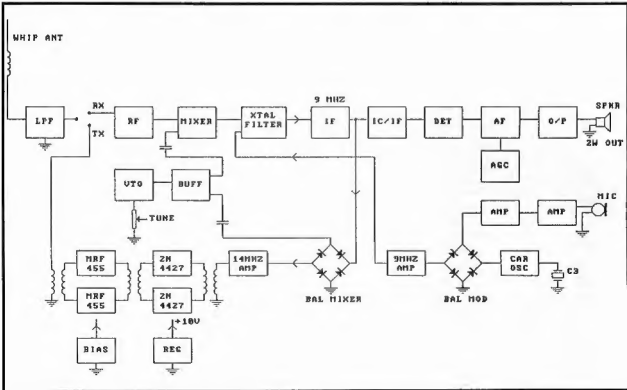 WHIP ANT
9 MHZ
SPKR
RX
TX
LPF
RF
MIXER
XTAL
FILTER
IF
IC/IF
DET
AF
O/P
2W OUT
AGC
VTO
BUFF
TUNE
MIC
AMP
AMP
MRF
455
2N
4427
14MHZ
AMP
BAL MIXER
9MHZ
AMP
BAL MOD
CAR
OSC
C3
MRF
455
2N
4427
+10V
BIAS
REG